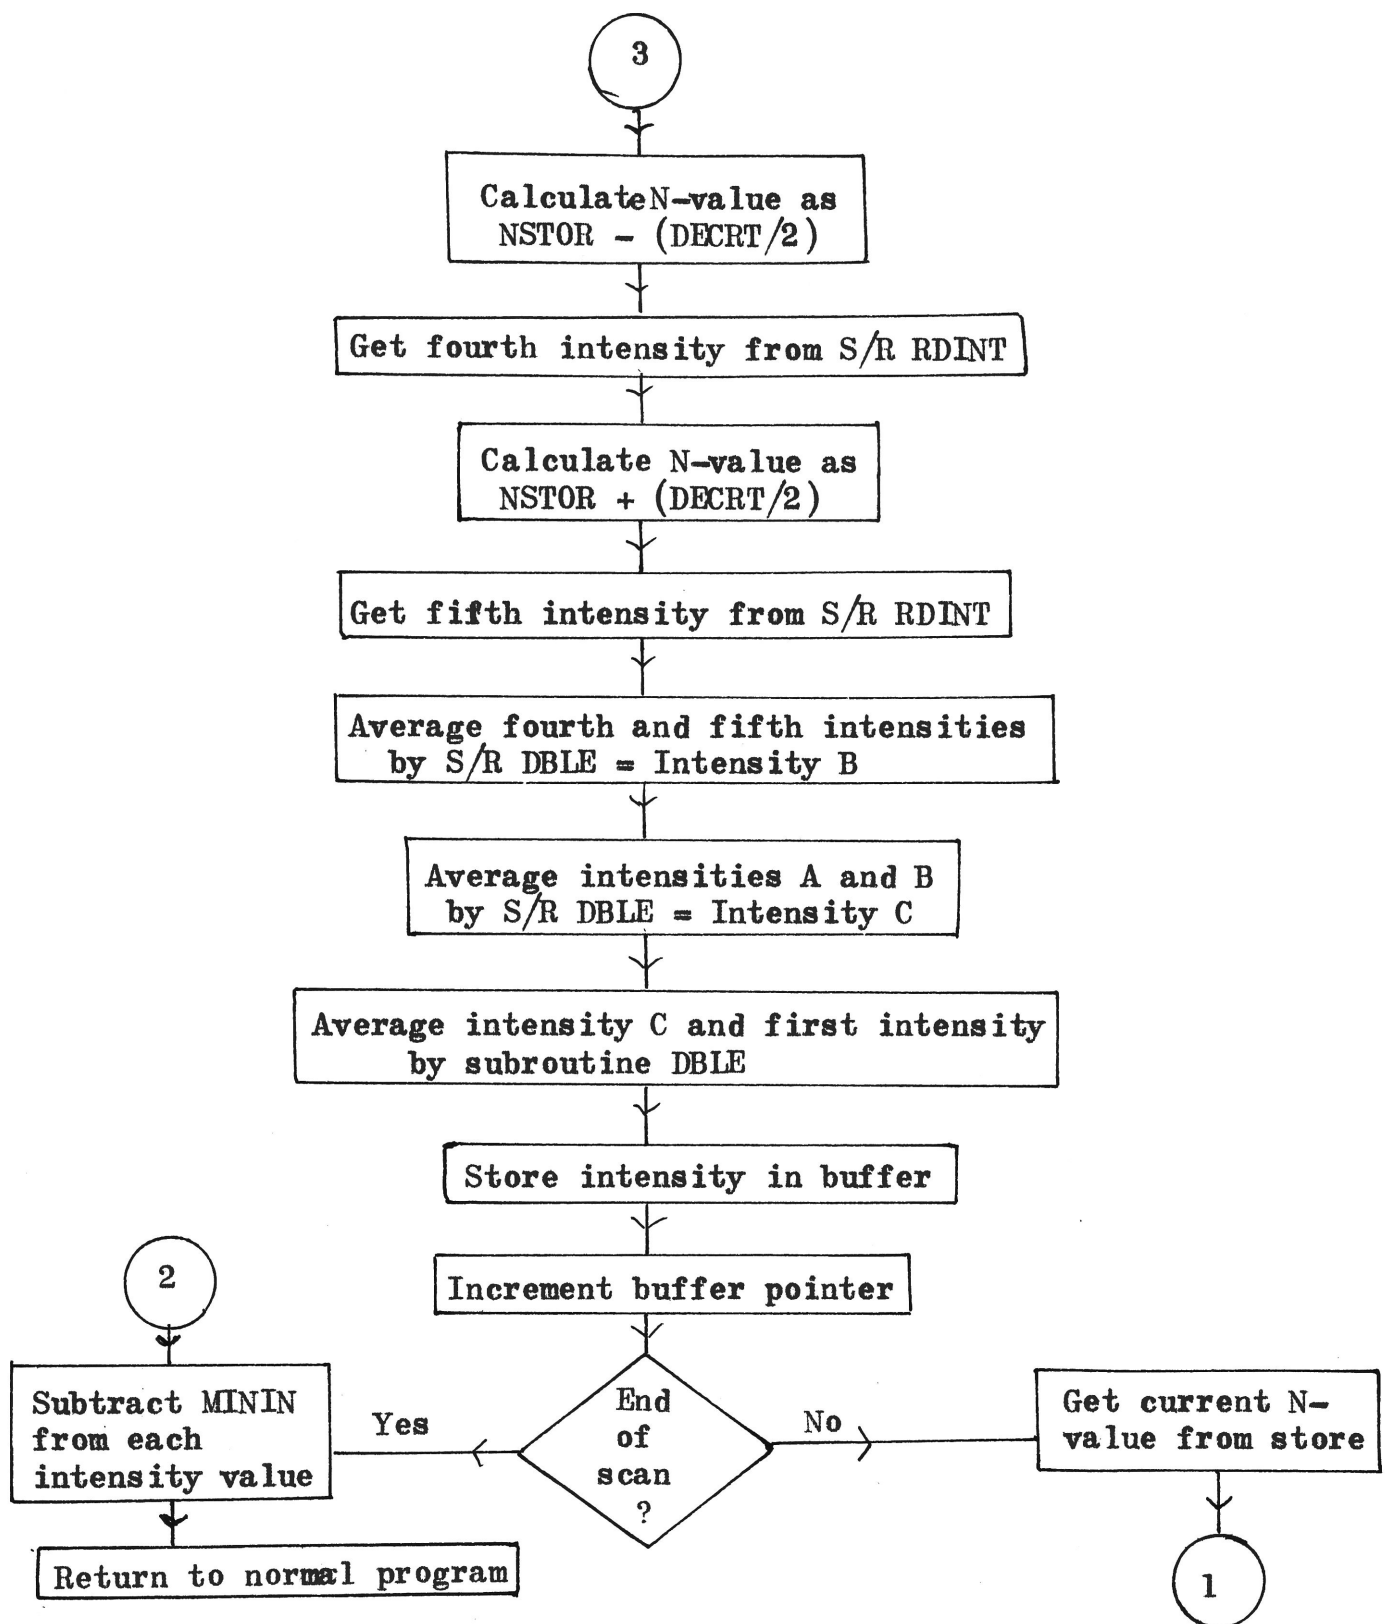 3
Calculate N-value as
NSTOR - (DECRT/2)
Get fourth intensity from S/R RDINT
Calculate N-value as
NSTOR + (DECRT/2)
Get fifth intensity from S/R RDINT
Average fourth and fifth intensities
by S/R DBLE = Intensity B
Average intensities A and B
by S/R DBLE = Intensity C
Average intensity C and first intensity
by subroutine DBLE
Store intensity in buffer
Increment buffer pointer
End
of
scan
?
Yes
2
Subtract MININ
from each
intensity value
Return to normal program
No
Get current N-
value from store
1